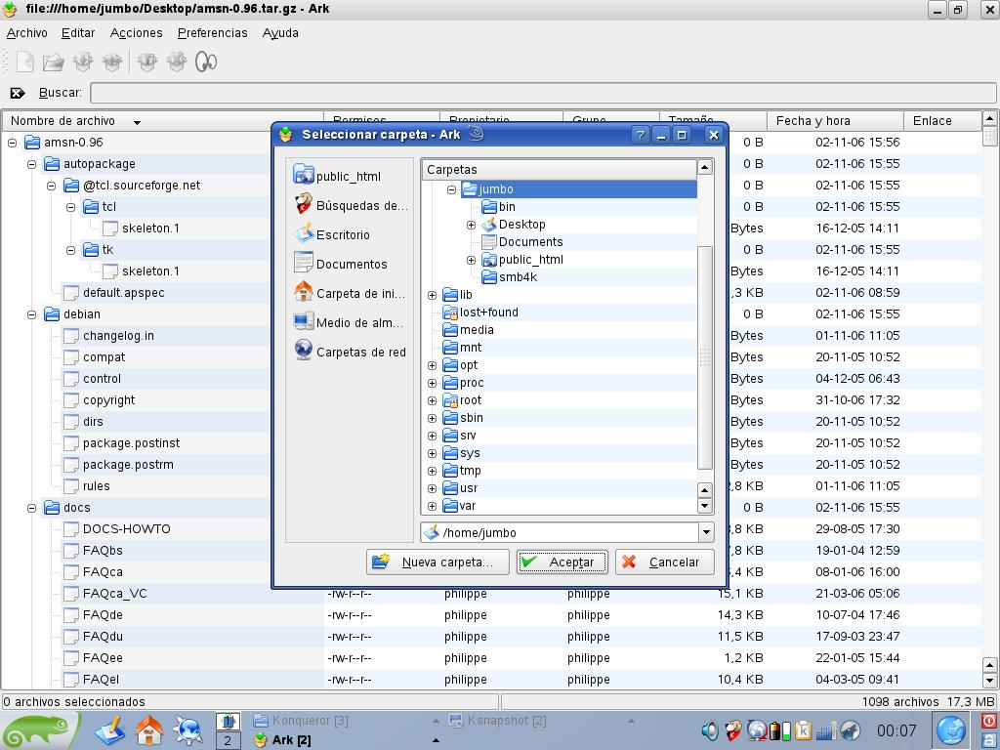 file:///home/jumbo/Desktop/amsn-0.96.tar.gz - Ark
Archivo Editar Acciones Preferencias Ayuda
Buscar:
Nombre de archivo Permisos Propietario Grupo Tamaño Fecha y hora Enlace
amsn-0.96 0 B 02-11-06 15:56
autopackage 0 B 02-11-06 15:55
@tcl.sourceforge.net 0 B 02-11-06 15:55
tcl 0 B 02-11-06 15:55
skeleton.1 Bytes 16-12-05 14:11
tk 0 B 02-11-06 15:55
skeleton.1 Bytes 16-12-05 14:11
default.apspec ,3 KB 02-11-06 08:59
debian 0 B 02-11-06 15:55
changelog.in Bytes 01-11-06 11:05
compat Bytes 20-11-05 10:52
control Bytes 04-12-05 06:43
copyright Bytes 31-10-06 17:32
dirs Bytes 20-11-05 10:52
package.postinst Bytes 20-11-05 10:52
package.postrm Bytes 20-11-05 10:52
rules 2,8 KB 01-11-06 11:05
docs 0 B 02-11-06 15:55
DOCS-HOWTO 3,8 KB 29-08-05 17:30
FAQbs 7,8 KB 19-01-04 12:59
FAQca 5,4 KB 08-01-06 16:00
FAQca_VC -rw-r--r-- philippe philippe 15,1 KB 21-03-06 05:06
FAQde -rw-r--r-- philippe philippe 14,3 KB 10-07-04 17:46
FAQdu -rw-r--r-- philippe philippe 11,5 KB 17-09-03 23:47
FAQee -rw-r--r-- philippe philippe 1,2 KB 22-01-05 15:44
FAQel -rw-r--r-- philippe philippe 10,4 KB 04-03-05 09:41
Seleccionar carpeta - Ark
public_html
Búsquedas de...
Escritorio
Documentos
Carpeta de ini...
Medio de alm...
Carpetas de red
Carpetas
jumbo
bin
Desktop
Documents
public_html
smb4k
lib
lost+found
media
mnt
opt
proc
root
sbin
srv
sys
tmp
usr
var
/home/jumbo
Nueva carpeta... Aceptar Cancelar
0 archivos seleccionados 1098 archivos 17,3 MB
1
2
Konqueror [3] Ksnapshot [2]
Ark [2]
00:07